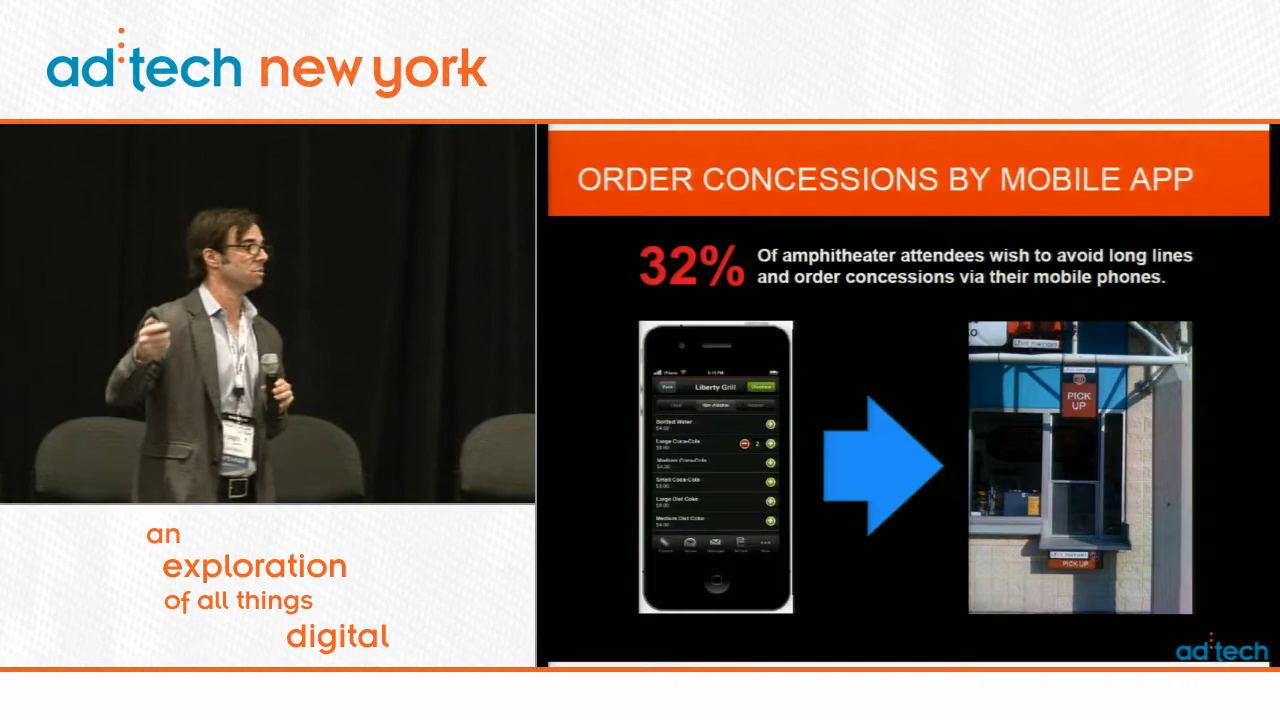 ad:tech new york
ORDER CONCESSIONS BY MOBILE APP
32%
Of amphitheater attendees wish to avoid long lines
and order concessions via their mobile phones.
Liberty Grill
Bottled Water
Large Coca-Cola
2
Medium Coca-Cola
Small Coca-Cola
Large Diet Coke
Medium Diet Coke
PICK
UP
PICK UP
an
exploration
of all things
digital
ad:tech